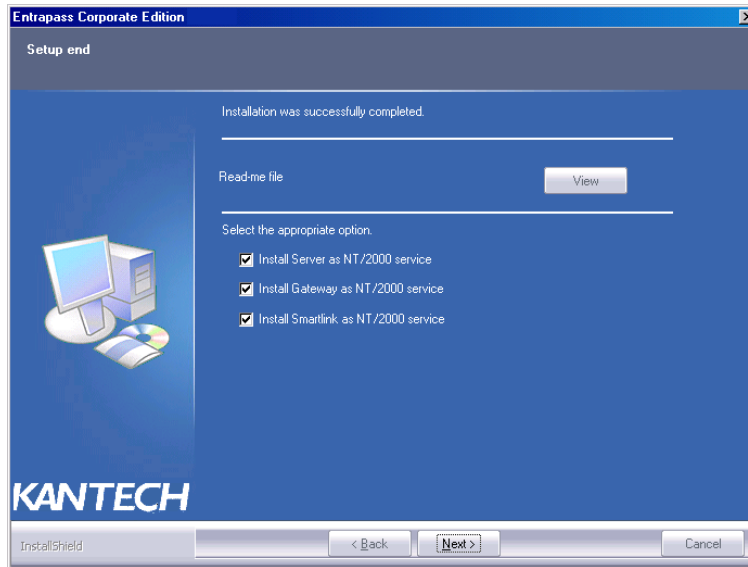 Entrapass Corporate Edition
Setup end
Installation was successfully completed.
Read-me file
View
Select the appropriate option.
Install Server as NT/2000 service
Install Gateway as NT/2000 service
Install Smartlink as NT/2000 service
KANTECH
InstallShield
< Back
Next >
Cancel